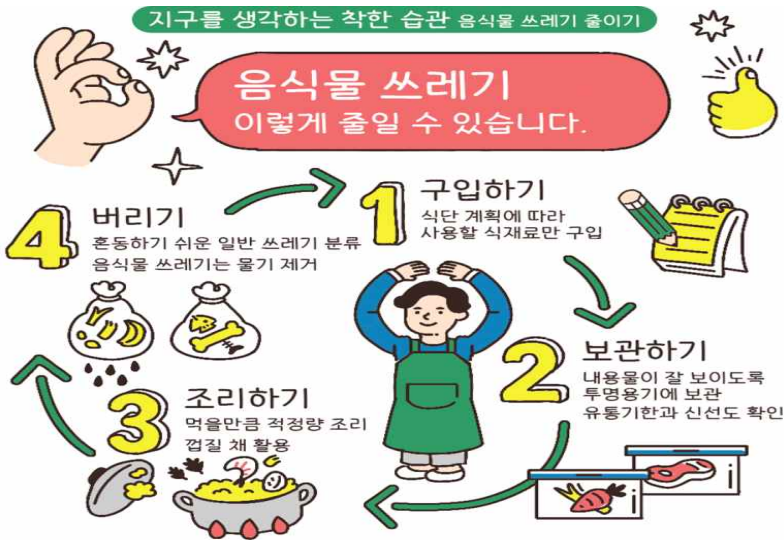 지구를 생각하는 착한 습관 음식물 쓰레기 줄이기
음식물 쓰레기
이렇게 줄일 수 있습니다.
1 구입하기
식단 계획에 따라
사용할 식재료만 구입
2 보관하기
내용물이 잘 보이도록
투명용기에 보관
유통기한과 신선도 확인
3 조리하기
먹을만큼 적정량 조리
껍질 채 활용
4 버리기
혼동하기 쉬운 일반 쓰레기 분류
음식물 쓰레기는 물기 제거